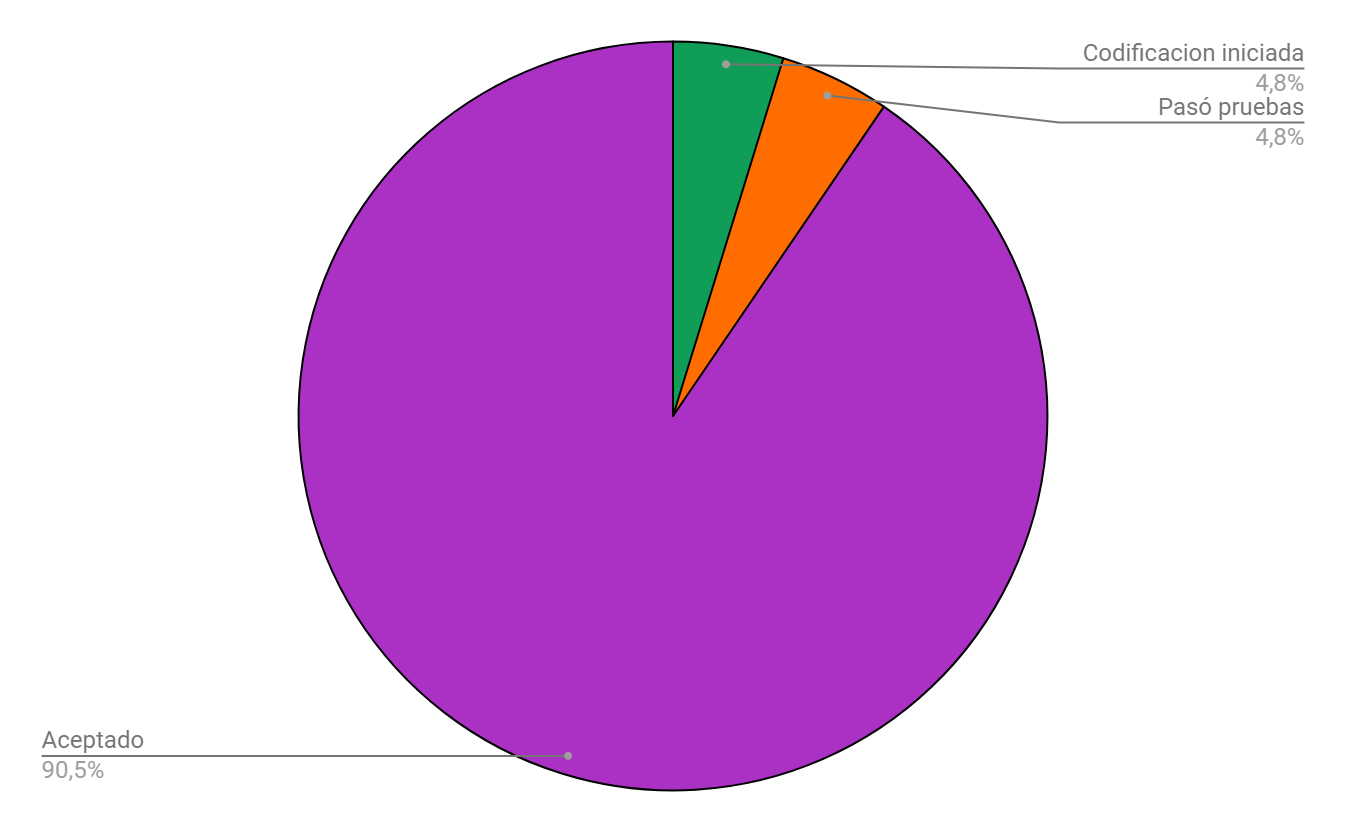 Codificacion iniciada
4,8%
Pasó pruebas
4,8%
Aceptado
90,5%